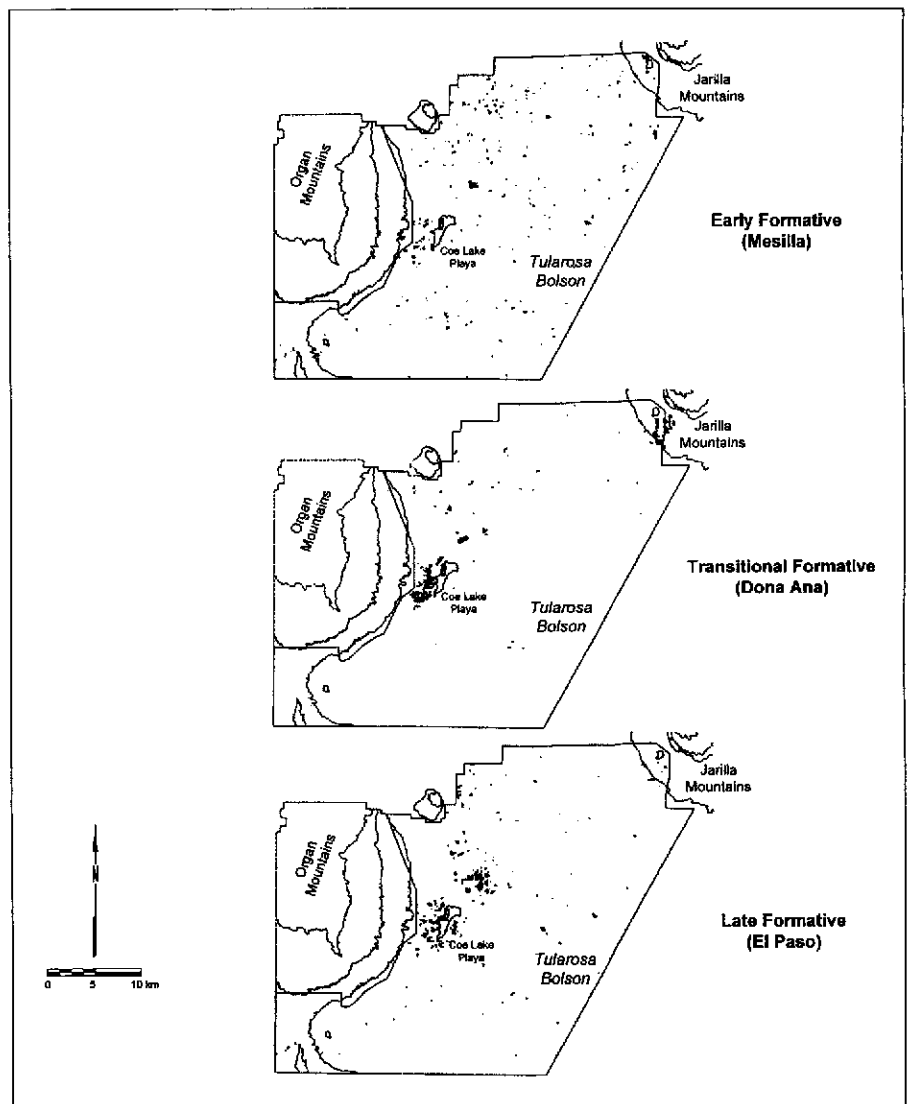 Jarilla
Mountains
Organ
Mountains
Early Formative
(Mesilla)
Coe Lake
Playa
Tularosa
Bolson
Jarilla
Mountains
Organ
Mountains
Transitional Formative
(Dona Ana)
Coe Lake
Playa
Tularosa
Bolson
Jarilla
Mountains
Organ
Mountains
Late Formative
(El Paso)
Coe Lake
Playa
Tularosa
Bolson
N
0 5 10 km